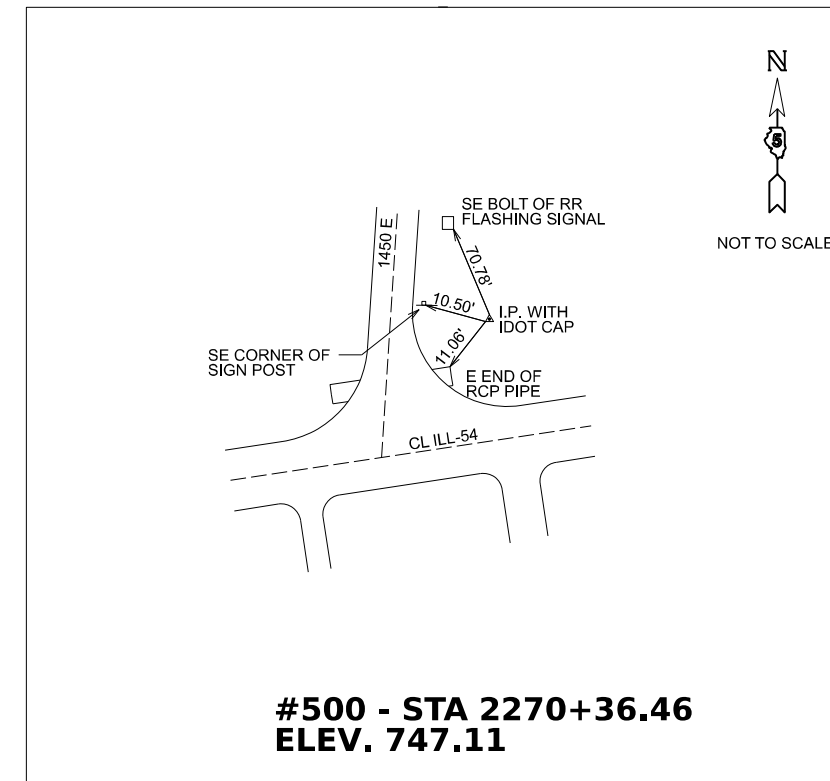 N
5
NOT TO SCALE
SE BOLT OF RR
FLASHING SIGNAL
1450 E
70.78'
10.50'
I.P. WITH
IDOT CAP
11.06'
SE CORNER OF
SIGN POST
E END OF
RCP PIPE
CL ILL-54
#500 - STA 2270+36.46
ELEV. 747.11